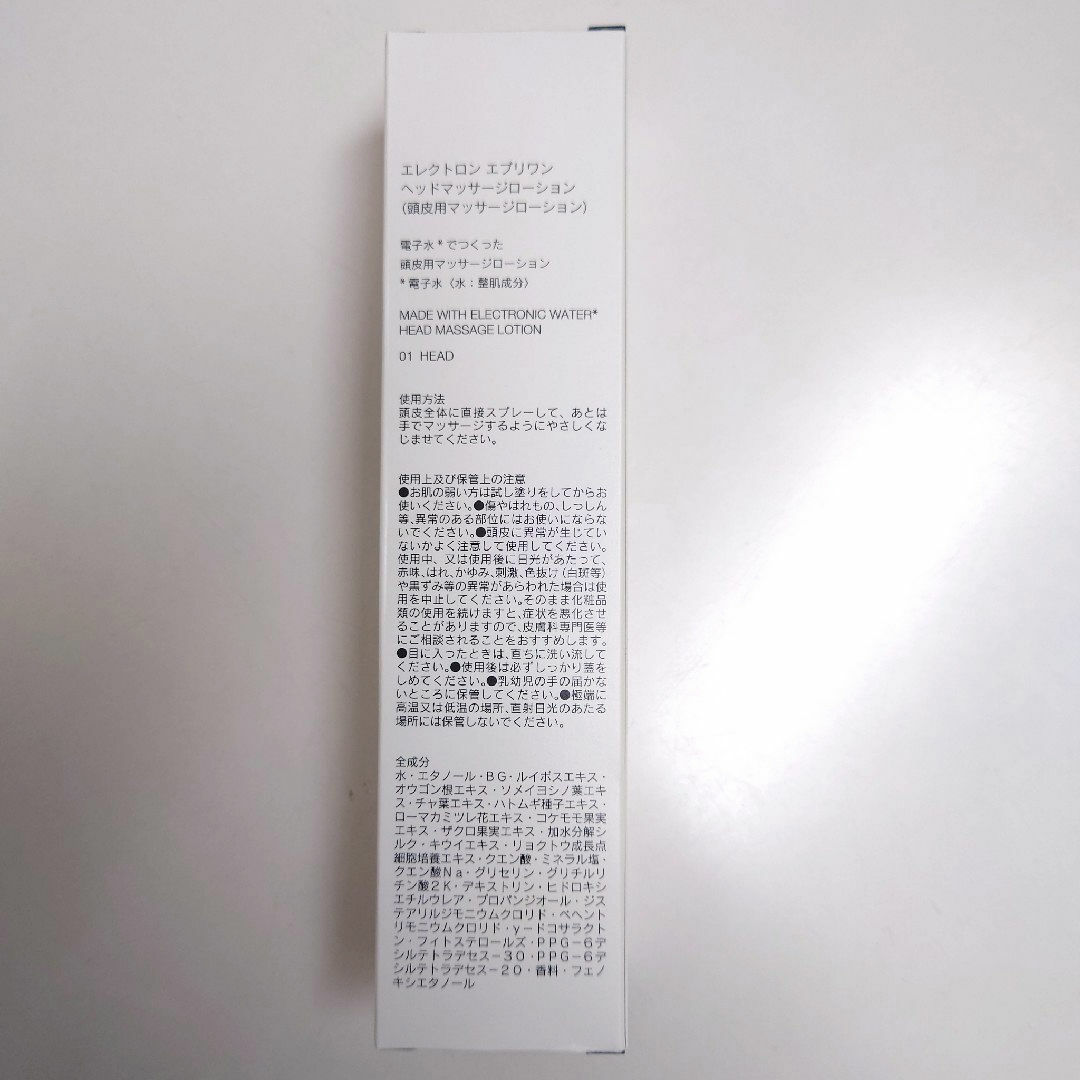 エレクトロン エブリワン
ヘッドマッサージローション
(頭皮用マッサージローション)
電子水*でつくった
頭皮用マッサージローション
*電子水〈水：整肌成分〉
MADE WITH ELECTRONIC WATER*
HEAD MASSAGE LOTION
01 HEAD
使用方法
頭皮全体に直接スプレーして、あとは
手でマッサージするようにやさしくな
じませてください。
使用上及び保管上の注意
●お肌の弱い方は試し塗りをしてからお
使いください。●傷やはれもの、しっしん
等、異常のある部位にはお使いにならな
いでください。●頭皮に異常が生じてい
ないかよく注意して使用してください。
使用中、又は使用後に日光があたって、
赤味、はれ、かゆみ、刺激、色抜け(白斑等)
や黒ずみ等の異常があらわれた場合は使
用を中止してください。そのまま化粧品
類の使用を続けますと、症状を悪化させ
ることがありますので、皮膚科専門医等
にご相談されることをおすすめします。
●目に入ったときは、直ちに洗い流して
ください。●使用後は必ずしっかり蓋を
しめてください。●乳幼児の手の届かな
いところに保管してください。●極端に
高温又は低温の場所、直射日光のあたる
場所には保管しないでください。
全成分
水・エタノール・BG・ルイボスエキス・
オウゴン根エキス・ソメイヨシノ葉エキ
ス・チャ葉エキス・ハトムギ種子エキス・
ローマカミツレ花エキス・コケモモ果実
エキス・ザクロ果実エキス・加水分解シ
ルク・キウイエキス・リョクトウ成長点
細胞培養エキス・クエン酸・ミネラル塩・
クエン酸Na・グリセリン・グリチルリ
チン酸2K・デキストリン・ヒドロキシ
エチルウレア・プロパンジオール・ジス
テアリルジモニウムクロリド・ベヘント
リモニウムクロリド・γ-ドコサラクト
ン・フィトステロールズ・PPG-6デ
シルテトラデセス-30・PPG-6デ
シルテトラデセス-20・香料・フェノ
キシエタノール